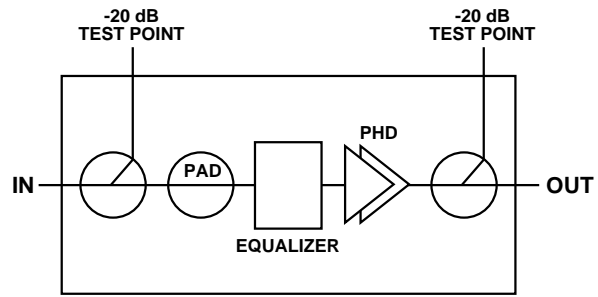 -20 dB
TEST POINT
-20 dB
TEST POINT
PHD
PAD
IN
OUT
EQUALIZER